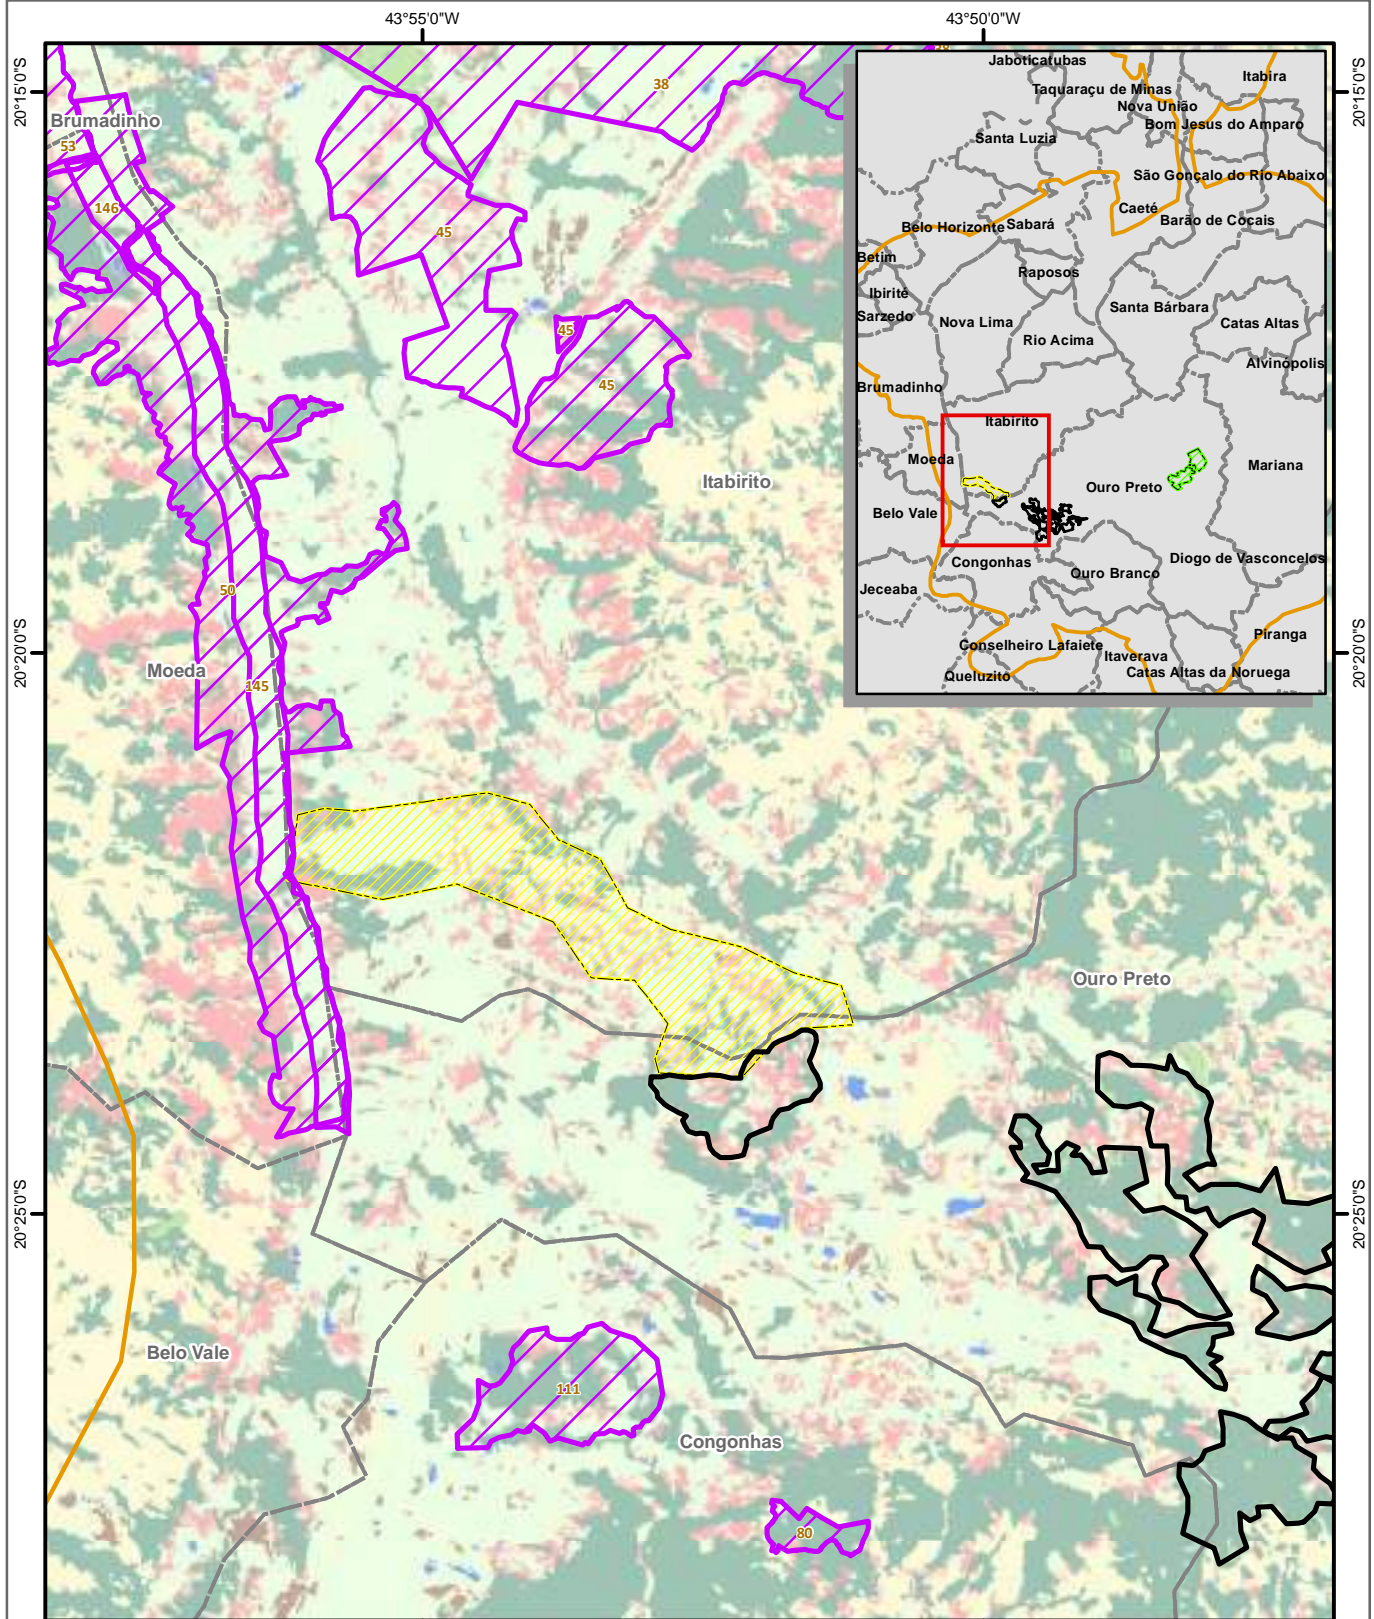 43°55'0"W
43°50'0"W
20°15'0"S
20°15'0"S
38
38
Brumadinho
53
146
45
45
45
Itabirito
50
Moeda
145
20°20'0"S
20°20'0"S
Jaboticatubas
Itabira
Taquaraçu de Minas
Nova União
Bom Jesus do Amparo
Santa Luzia
São Gonçalo do Rio Abaixo
Caeté
Barão de Cocais
Belo Horizonte
Sabará
Betim
Raposos
Ibirité
Santa Bárbara
Sarzedo
Nova Lima
Catas Altas
Rio Acima
Alvinópolis
Brumadinho
Itabirito
Moeda
Mariana
Ouro Preto
Belo Vale
Diogo de Vasconcelos
Congonhas
Ouro Branco
Jeceaba
Piranga
Conselheiro Lafaiete
Itaverava
Queluzito
Catas Altas da Noruega
Ouro Preto
20°25'0"S
20°25'0"S
Belo Vale
111
Congonhas
80